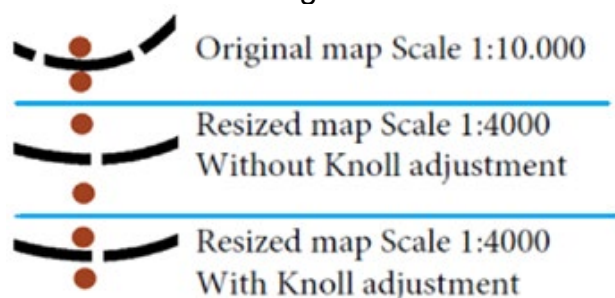 Original map Scale 1:10.000
Resized map Scale 1:4000
Without Knoll adjustment
Resized map Scale 1:4000
With Knoll adjustment